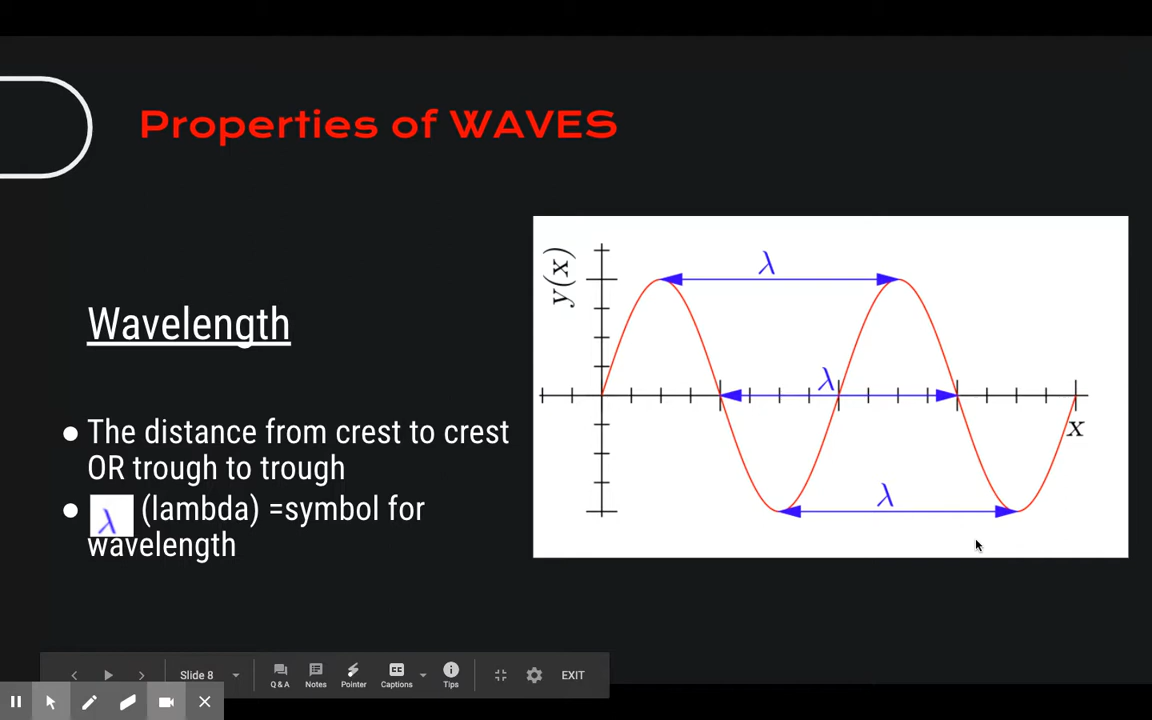 Properties of WAVES
Wavelength
● The distance from crest to crest
OR trough to trough
● λ (lambda) =symbol for
wavelength
y(x)
λ
λ
λ
x
Slide 8
Q & A
Notes
Pointer
CC
Captions
Tips
EXIT